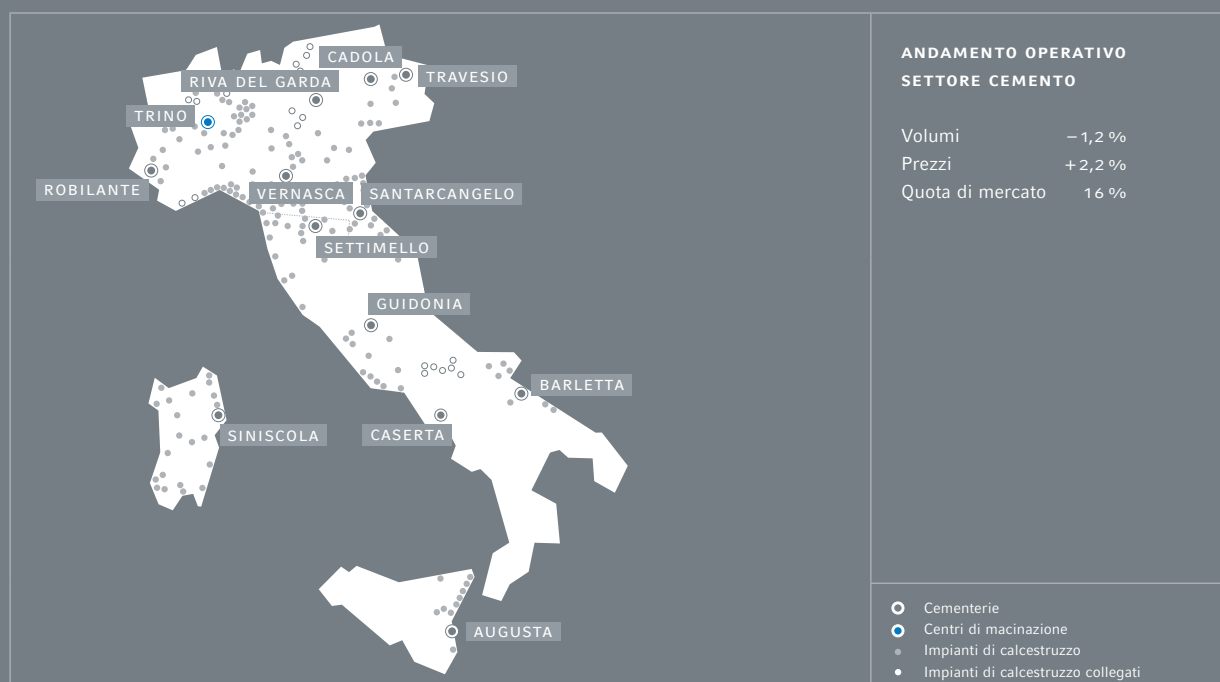 CADOLA
TRAVESIO
RIVA DEL GARDA
TRINO
ROBILANTE
VERNASCA
SANTARCANGELO
SETTIMELLO
GUIDONIA
BARLETTA
SINISCOLA
CASERTA
AUGUSTA
ANDAMENTO OPERATIVO
SETTORE CEMENTO
Volumi −1,2 %
Prezzi +2,2 %
Quota di mercato 16 %
Cementerie
Centri di macinazione
Impianti di calcestruzzo
Impianti di calcestruzzo collegati